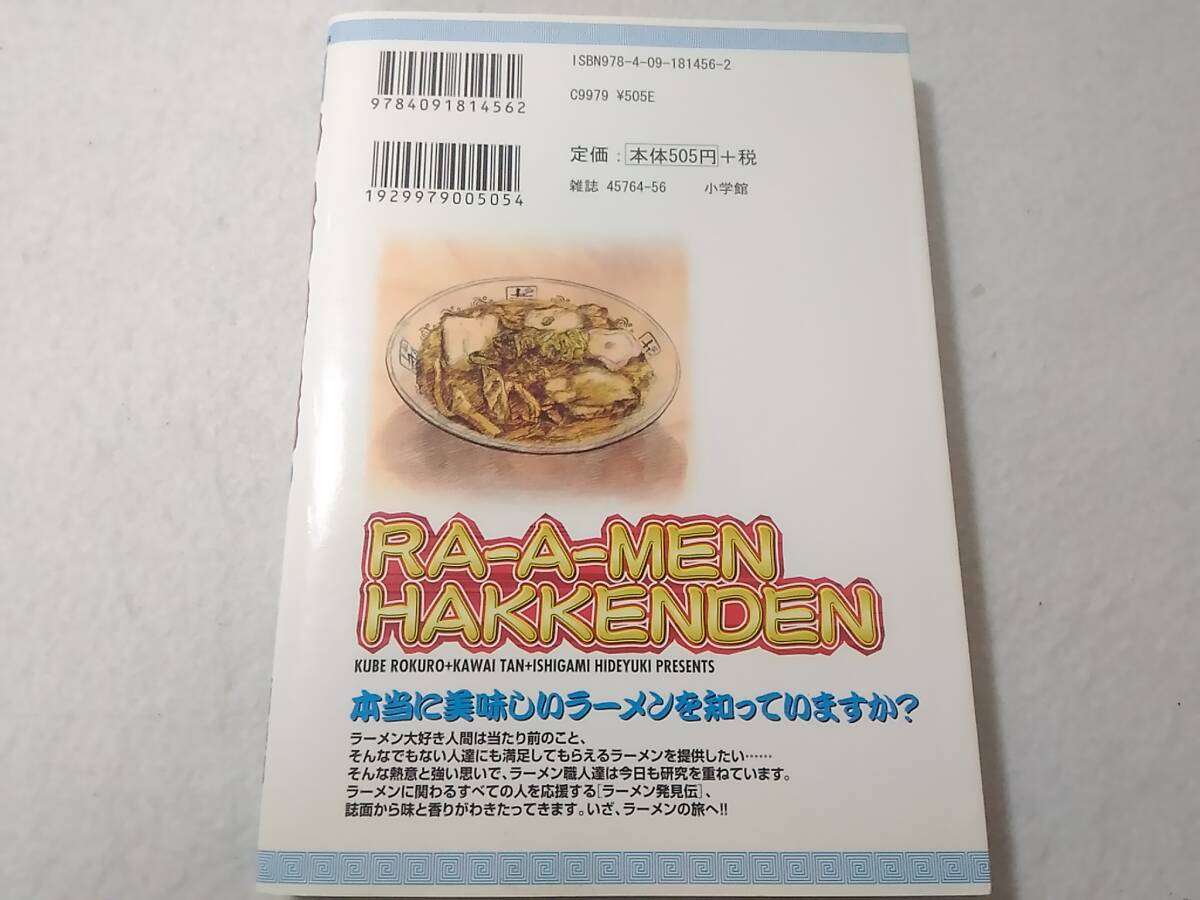 ISBN978-4-09-181456-2
9784091814562
C9979 ¥505E
定価：本体505円+税
1929979005054
雑誌 45764-56 小学館
RA-A-MEN
HAKKENDEN
KUBE ROKURO+KAWAI TAN+ISHIGAMI HIDEYUKI PRESENTS
本当に美味しいラーメンを知っていますか?
ラーメン大好き人間は当たり前のこと、
そんなでもない人達にも満足してもらえるラーメンを提供したい……
そんな熱意と強い思いで、ラーメン職人達は今日も研究を重ねています。
ラーメンに関わるすべての人を応援する[ラーメン発見伝]、
誌面から味と香りがわきたってきます。いざ、ラーメンの旅へ!!